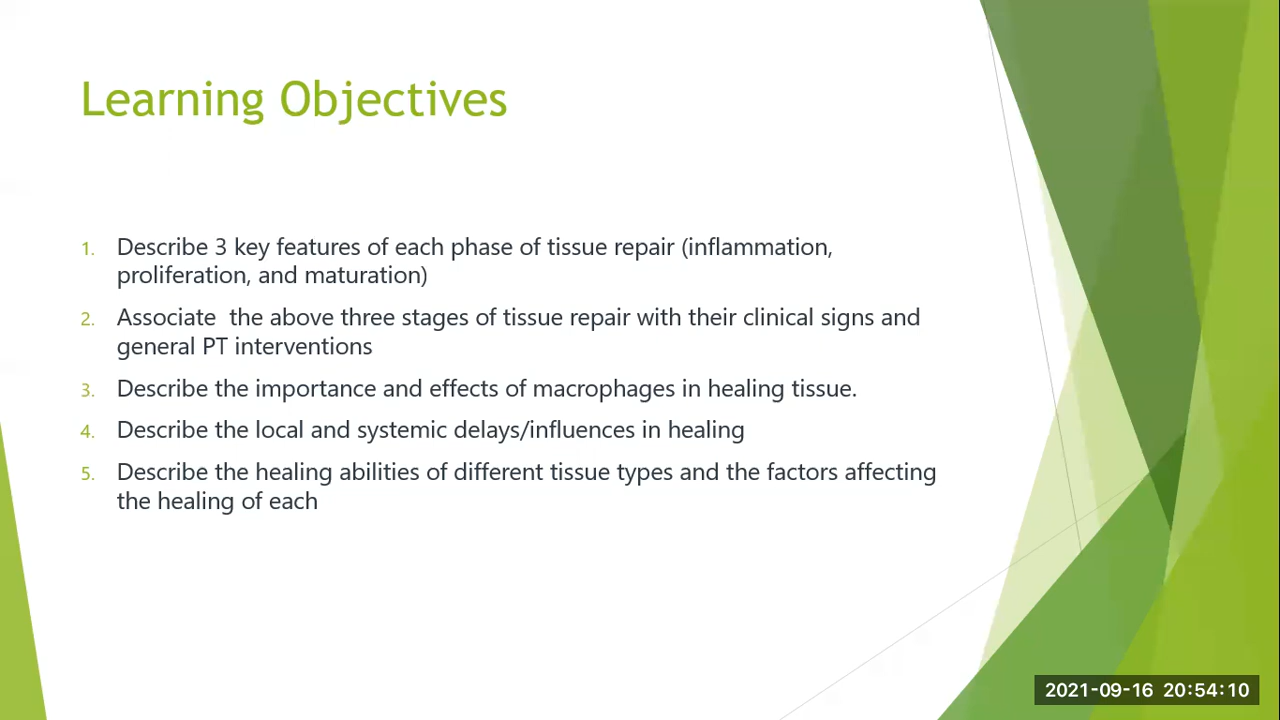 Learning Objectives
1. Describe 3 key features of each phase of tissue repair (inflammation,
proliferation, and maturation)
2. Associate  the above three stages of tissue repair with their clinical signs and
general PT interventions
3. Describe the importance and effects of macrophages in healing tissue.
4. Describe the local and systemic delays/influences in healing
5. Describe the healing abilities of different tissue types and the factors affecting
the healing of each
2021-09-16 20:54:10